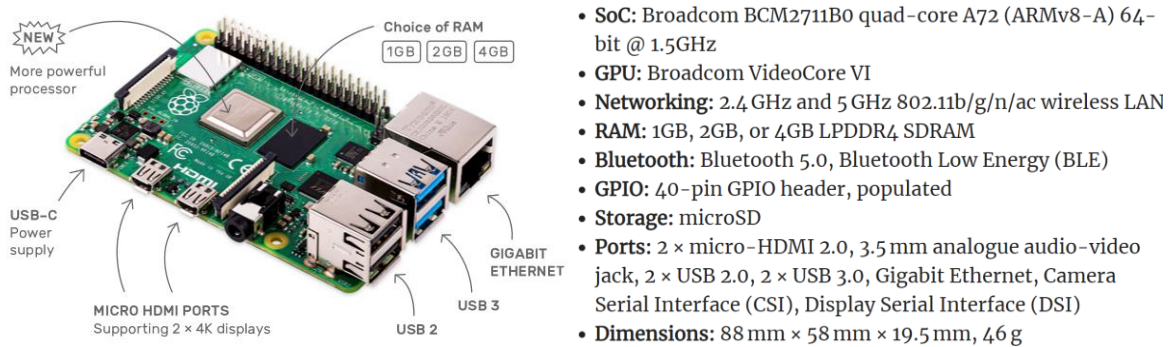 NEW
More powerful
processor
Choice of RAM
1GB 2GB 4GB
USB-C
Power
supply
MICRO HDMI PORTS
Supporting 2 × 4K displays
USB 2
USB 3
GIGABIT
ETHERNET
HDMI
FC
CE
• SoC: Broadcom BCM2711B0 quad-core A72 (ARMv8-A) 64-
bit @ 1.5GHz
• GPU: Broadcom VideoCore VI
• Networking: 2.4 GHz and 5 GHz 802.11b/g/n/ac wireless LAN
• RAM: 1GB, 2GB, or 4GB LPDDR4 SDRAM
• Bluetooth: Bluetooth 5.0, Bluetooth Low Energy (BLE)
• GPIO: 40-pin GPIO header, populated
• Storage: microSD
• Ports: 2 × micro-HDMI 2.0, 3.5 mm analogue audio-video
jack, 2 × USB 2.0, 2 × USB 3.0, Gigabit Ethernet, Camera
Serial Interface (CSI), Display Serial Interface (DSI)
• Dimensions: 88 mm × 58 mm × 19.5 mm, 46 g